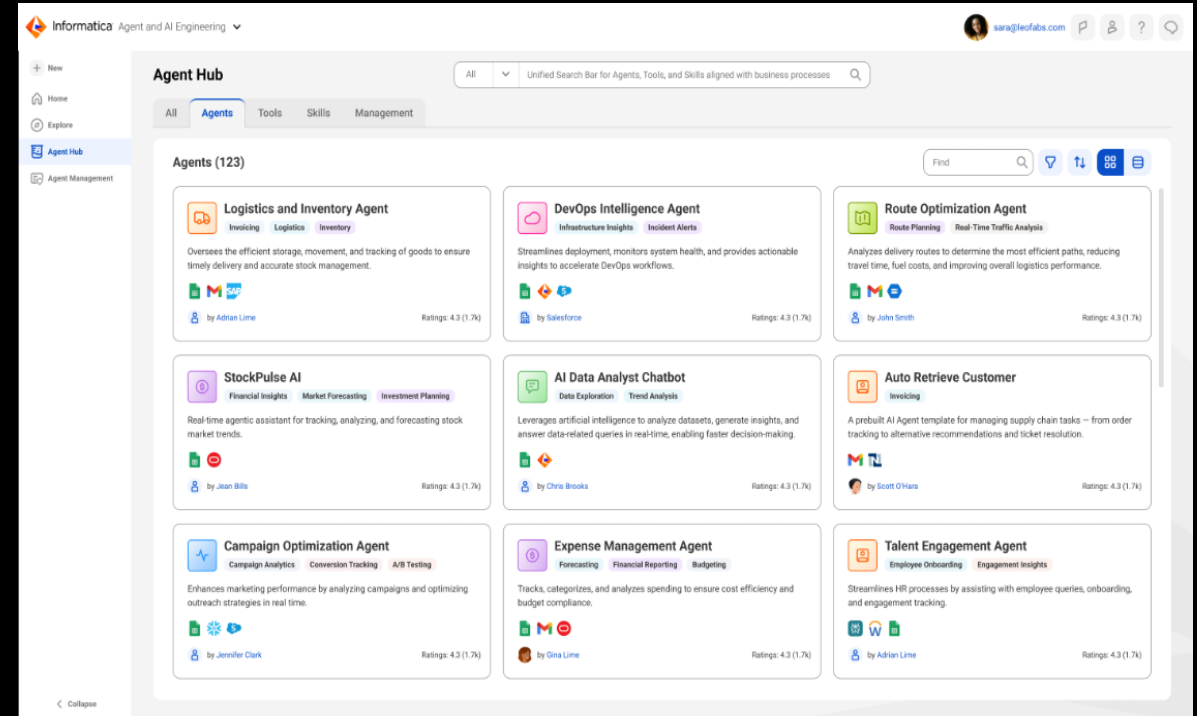 Informatica Agent and AI Engineering
sara@leofabs.com
?
New
Home
Explore
Agent Hub
Agent Management
Collapse
Agent Hub
All
Unified Search Bar for Agents, Tools, and Skills aligned with business processes
All Agents Tools Skills Management
Agents (123)
Find
Logistics and Inventory Agent
Invoicing Logistics Inventory
Oversees the efficient storage, movement, and tracking of goods to ensure
timely delivery and accurate stock management.
SAP
by Adrian Lime Ratings: 4.3 (1.7k)
DevOps Intelligence Agent
Infrastructure Insights Incident Alerts
Streamlines deployment, monitors system health, and provides actionable
insights to accelerate DevOps workflows.
by Salesforce Ratings: 4.3 (1.7k)
Route Optimization Agent
Route Planning Real-Time Traffic Analysis
Analyzes delivery routes to determine the most efficient paths, reducing
travel time, fuel costs, and improving overall logistics performance.
by John Smith Ratings: 4.3 (1.7k)
StockPulse AI
Financial Insights Market Forecasting Investment Planning
Real-time agentic assistant for tracking, analyzing, and forecasting stock
market trends.
by Jean Bills Ratings: 4.3 (1.7k)
AI Data Analyst Chatbot
Data Exploration Trend Analysis
Leverages artificial intelligence to analyze datasets, generate insights, and
answer data-related queries in real-time, enabling faster decision-making.
by Chris Brooks Ratings: 4.3 (1.7k)
Auto Retrieve Customer
Invoicing
A prebuilt AI Agent template for managing supply chain tasks — from order
tracking to alternative recommendations and ticket resolution.
by Scott O'Hara Ratings: 4.3 (1.7k)
Campaign Optimization Agent
Campaign Analytics Conversion Tracking A/B Testing
Enhances marketing performance by analyzing campaigns and optimizing
outreach strategies in real time.
by Jennifer Clark Ratings: 4.3 (1.7k)
Expense Management Agent
Forecasting Financial Reporting Budgeting
Tracks, categorizes, and analyzes spending to ensure cost efficiency and
budget compliance.
by Gina Lime Ratings: 4.3 (1.7k)
Talent Engagement Agent
Employee Onboarding Engagement Insights
Streamlines HR processes by assisting with employee queries, onboarding,
and engagement tracking.
by Adrian Lime Ratings: 4.3 (1.7k)